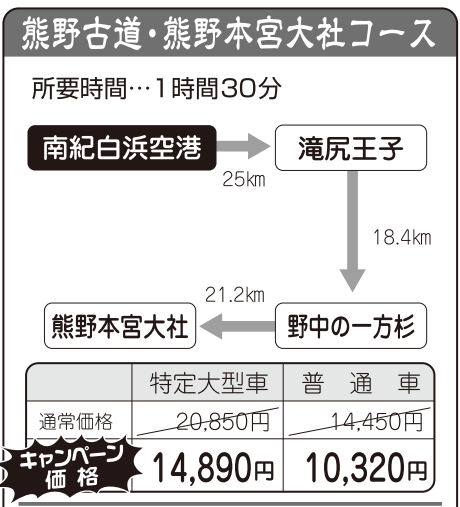 熊野古道・熊野本宮大社コース
所要時間…1時間30分
南紀白浜空港
滝尻王子
25㎞
18.4㎞
21.2㎞
熊野本宮大社
野中の一方杉
特定大型車 普通車
通常価格 20,850円 14,450円
キャンペーン
価格
14,890円 10,320円